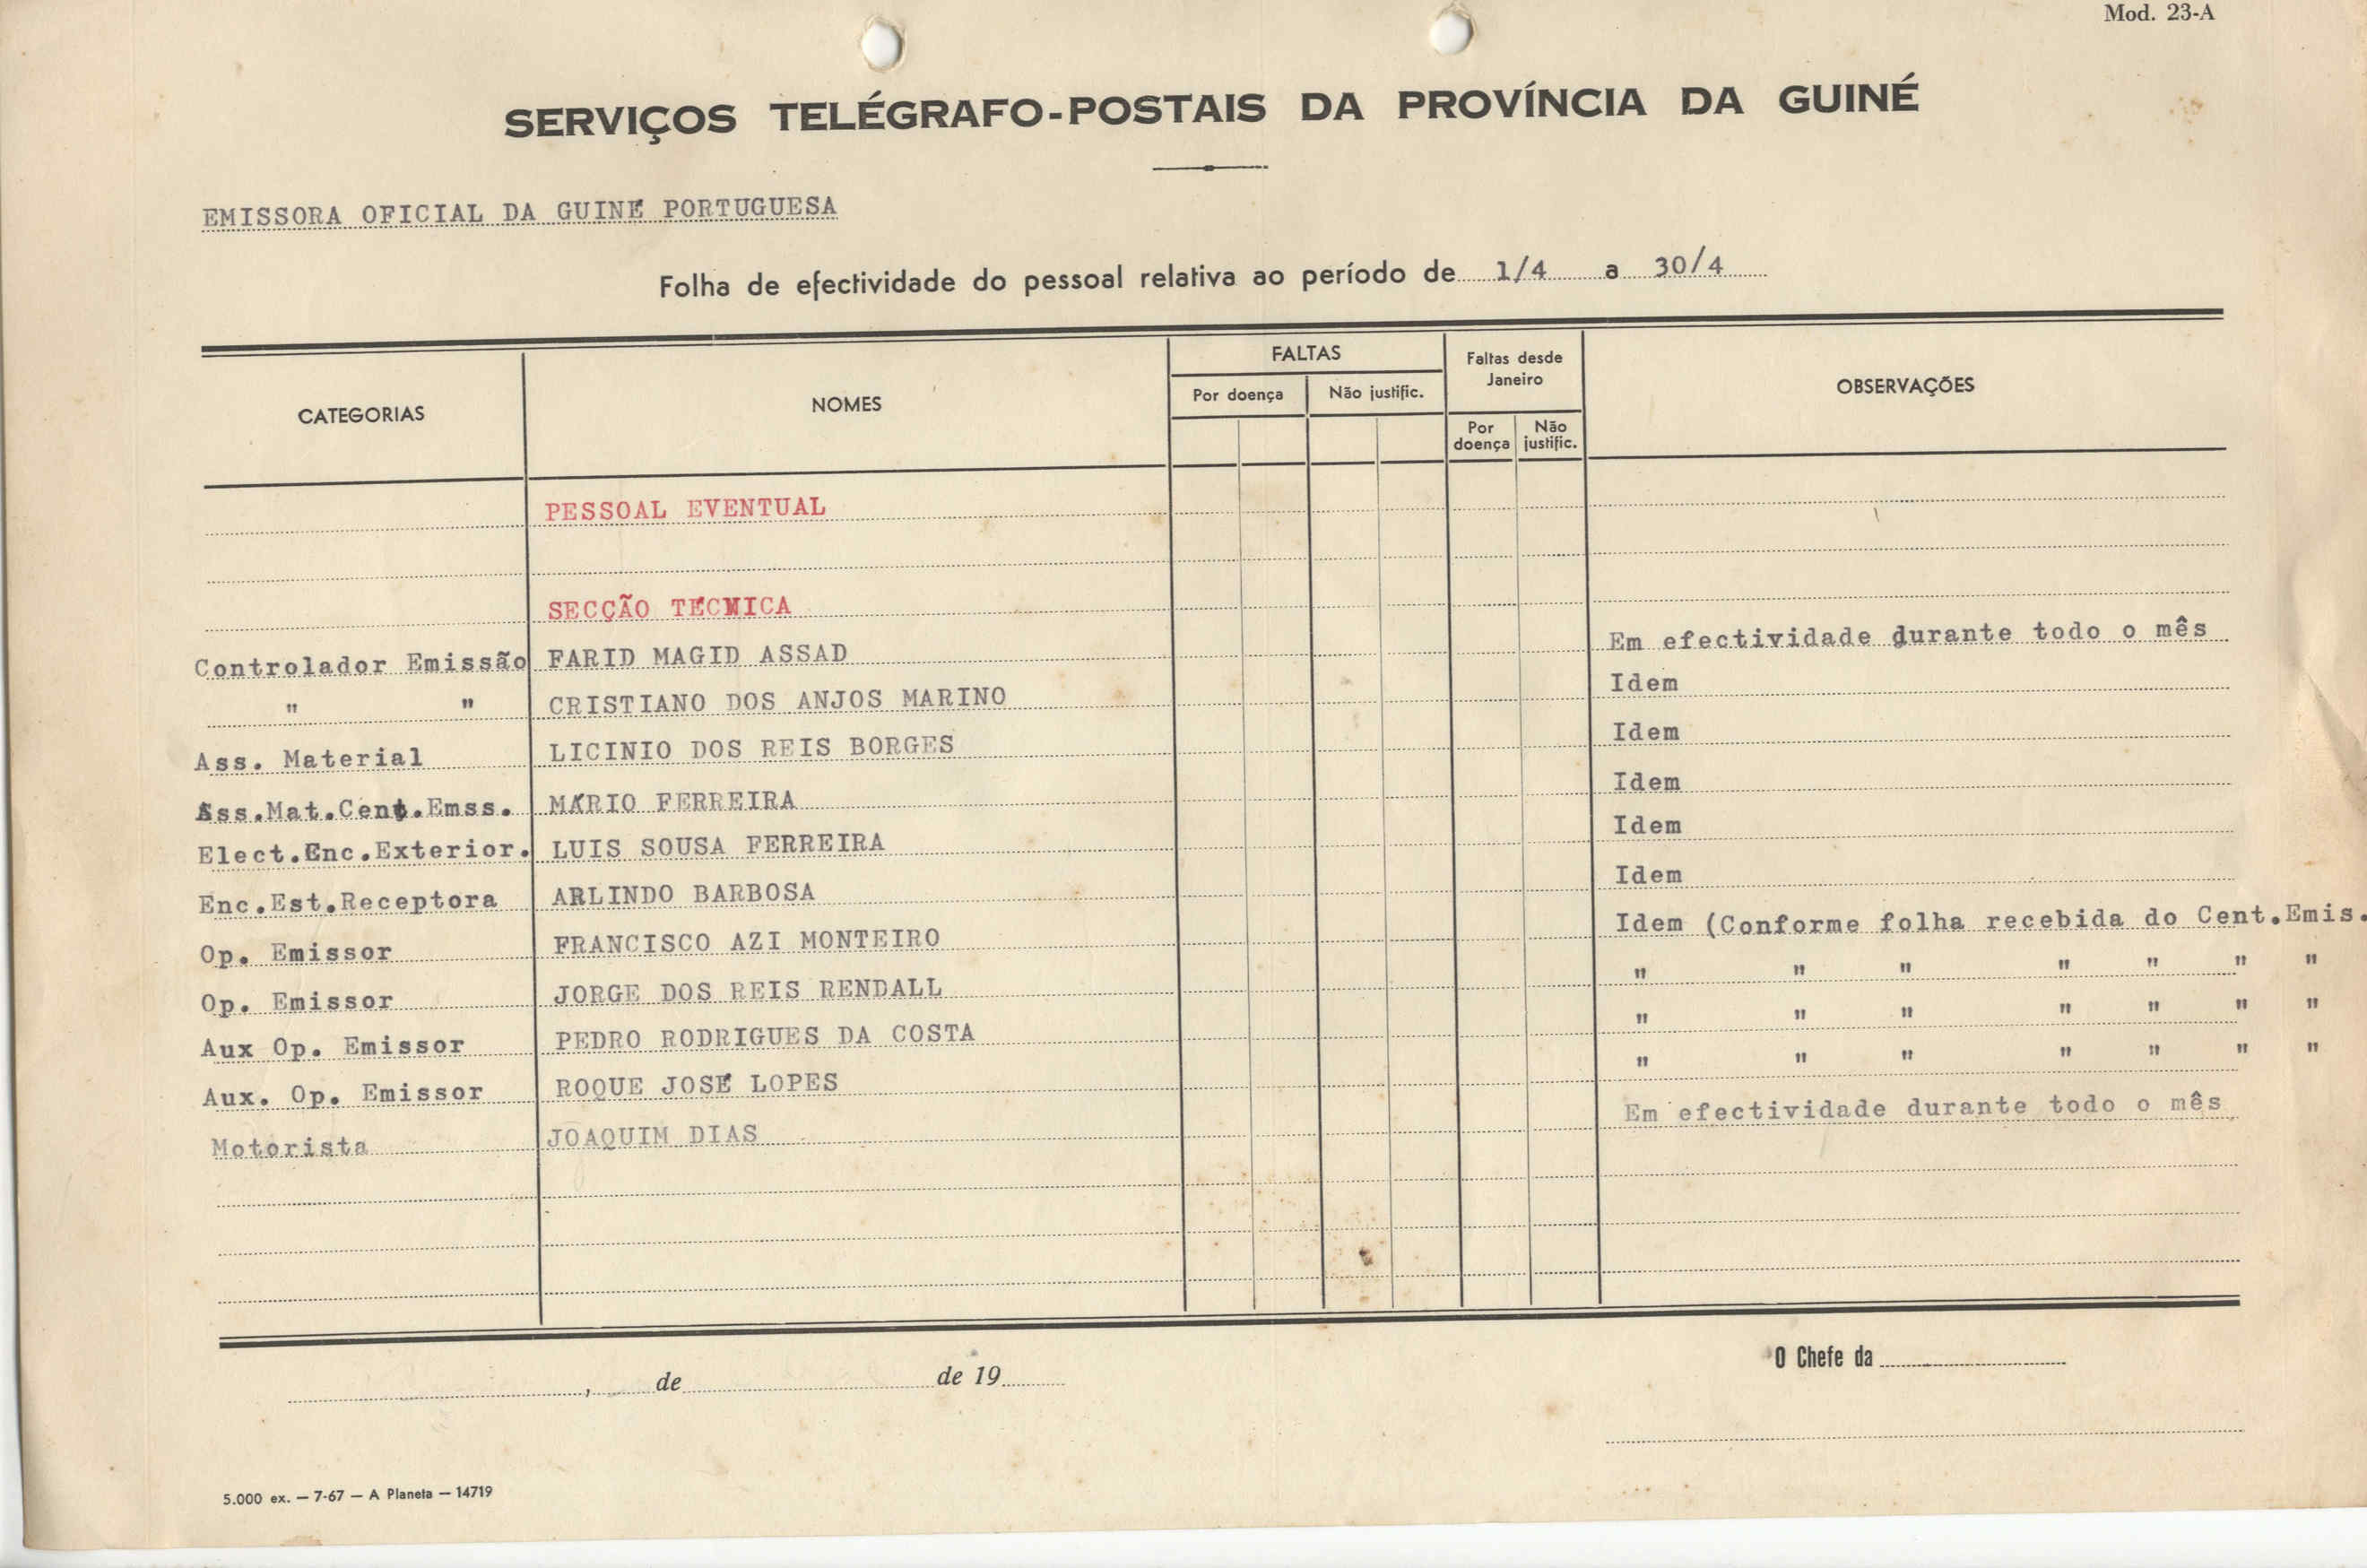 Mod. 23-A
SERVIÇOS TELÉGRAFO-POSTAIS DA PROVÍNCIA DA GUINÉ
EMISSORA OFICIAL DA GUINÉ PORTUGUESA
Folha de efectividade do pessoal relativa ao período de 1/4 a 30/4
CATEGORIAS NOMES FALTAS Faltas desde Janeiro OBSERVAÇÕES
Por doença Não justific. Por doença Não justific.
PESSOAL EVENTUAL
SECÇÃO TÉCNICA
Controlador Emissão FARID MAGID ASSAD Em efectividade durante todo o mês
" " CRISTIANO DOS ANJOS MARINO Idem
Ass. Material LICINIO DOS REIS BORGES Idem
Ass.Mat.Cent.Emss. MÁRIO FERREIRA Idem
Elect.Enc.Exterior. LUIS SOUSA FERREIRA Idem
Enc.Est.Receptora ARLINDO BARBOSA Idem
Op. Emissor FRANCISCO AZI MONTEIRO Idem (Conforme folha recebida do Cent.Emis.
Op. Emissor JORGE DOS REIS RENDALL " " " " " " "
Aux Op. Emissor PEDRO RODRIGUES DA COSTA " " " " " " "
Aux. Op. Emissor ROQUE JOSÉ LOPES " " " " " " "
Motorista JOAQUIM DIAS Em efectividade durante todo o mês
, de de 19
O Chefe da
5.000 ex. — 7-67 — A Planeta — 14719